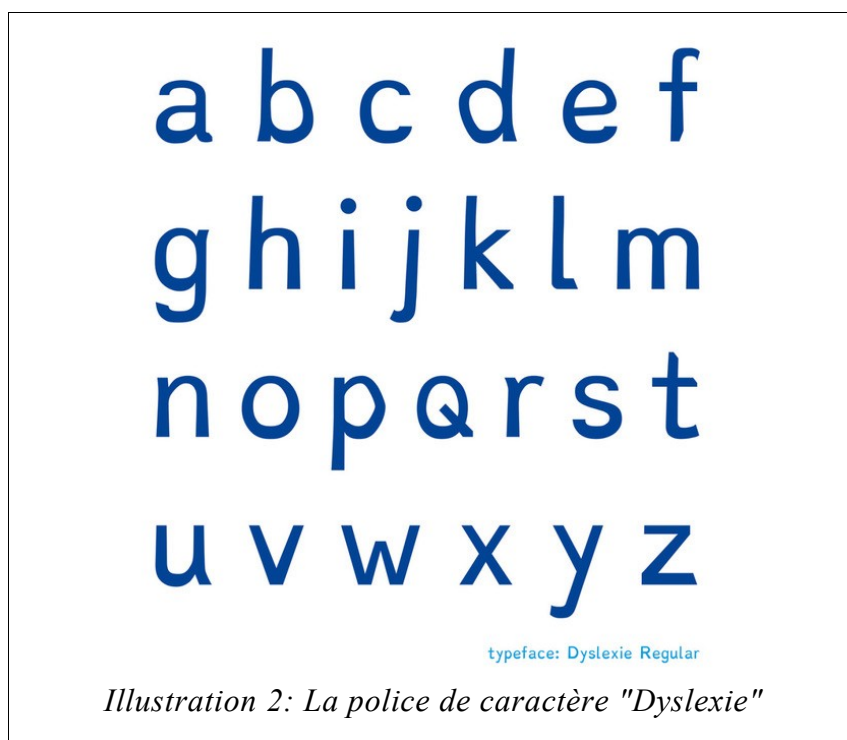 a b c d e f
g h i j k l m
n o p q r s t
u v w x y z
typeface: Dyslexie Regular
Illustration 2: La police de caractère "Dyslexie"